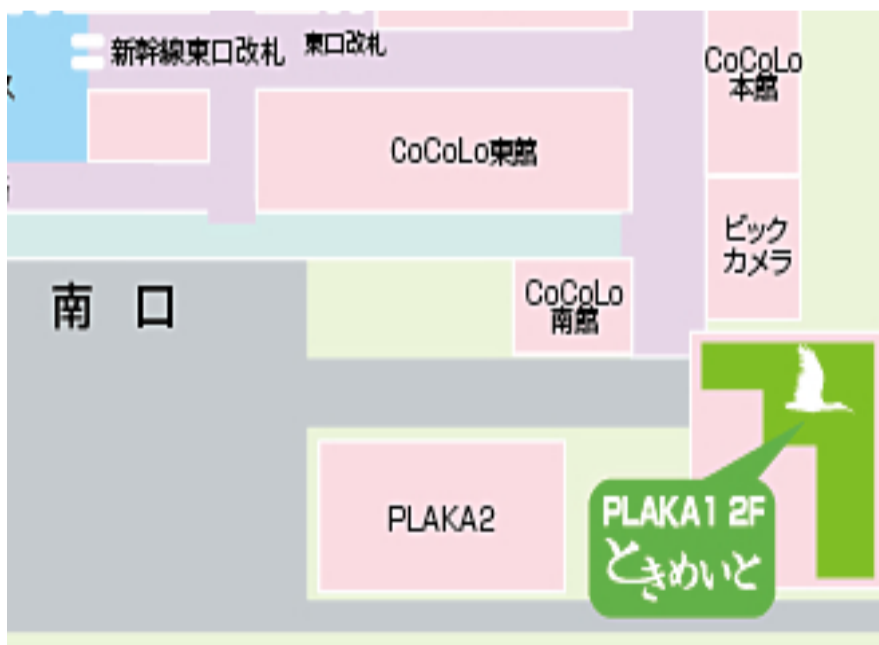 新幹線東口改札
東口改札
CoCoLo
本館
CoCoLo東館
ビック
カメラ
南口
CoCoLo
南館
PLAKA2
PLAKA1 2F
ときめいと